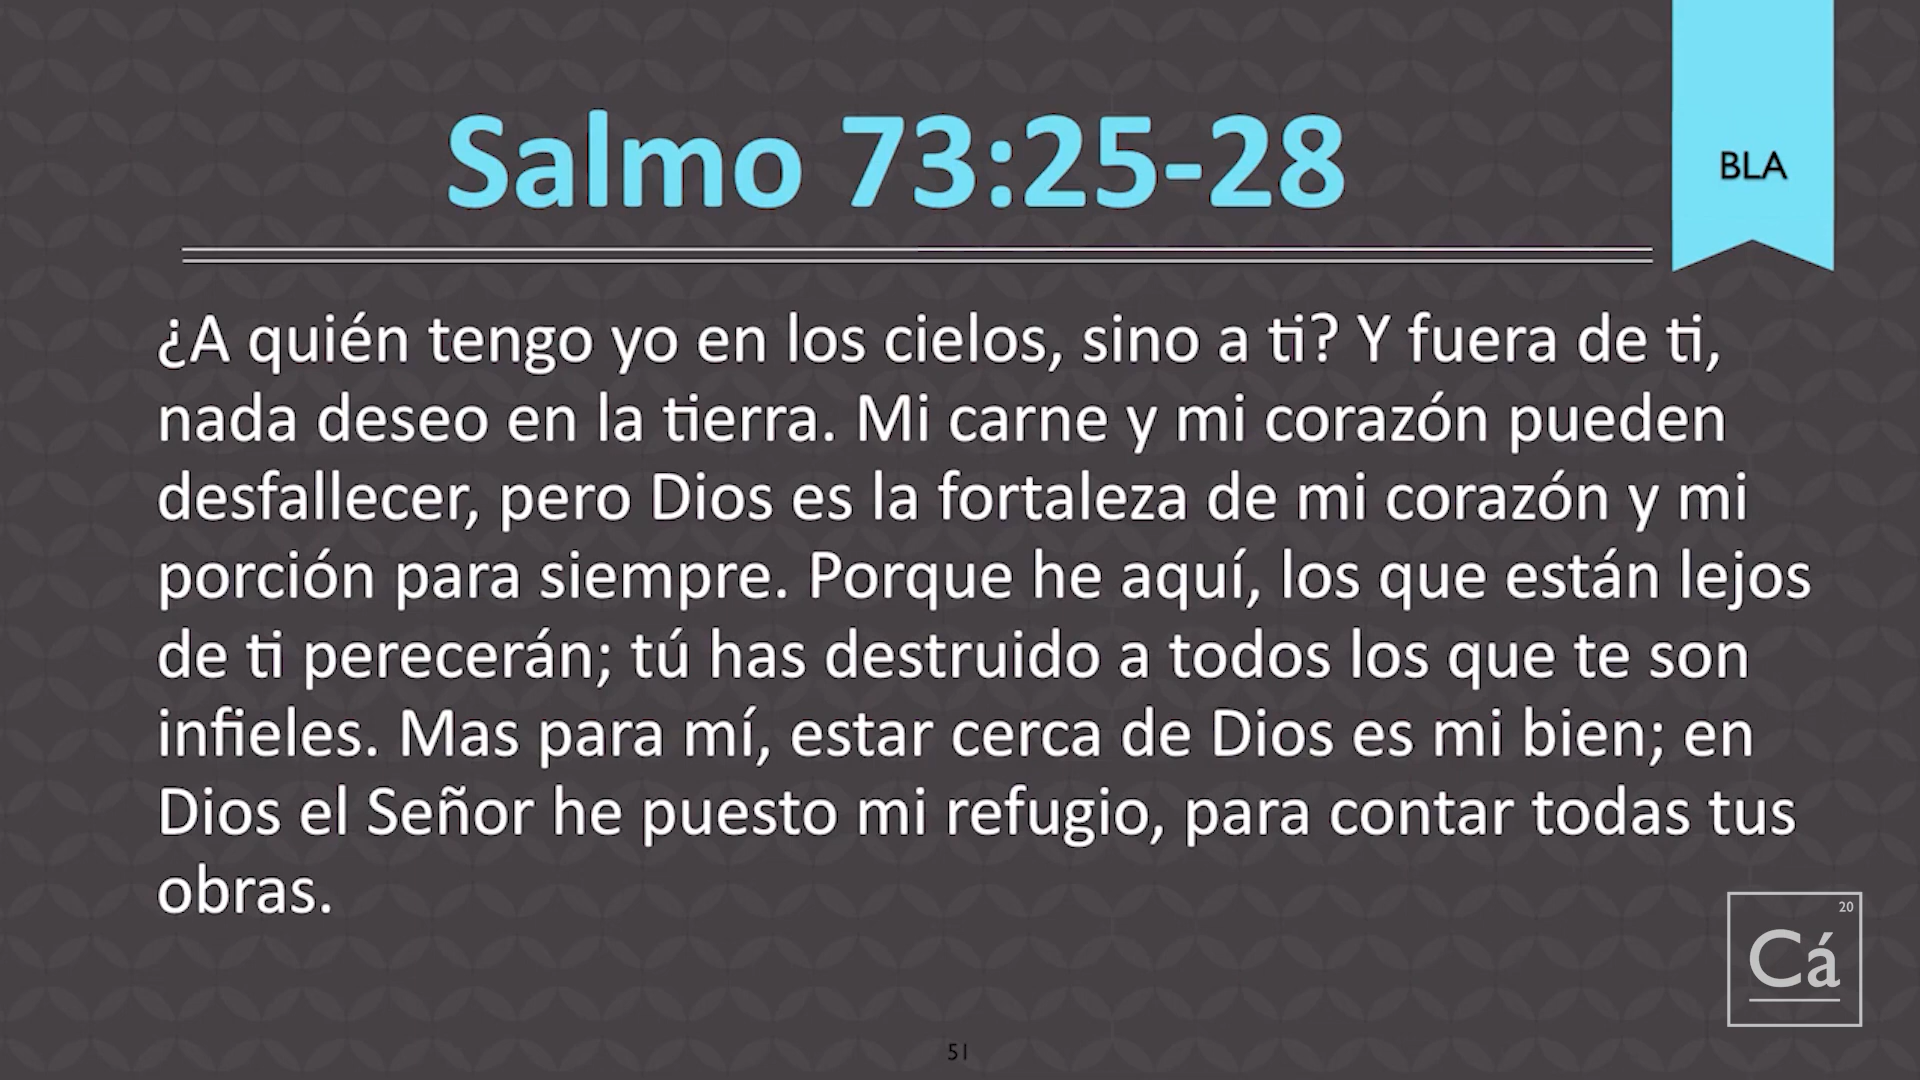 Salmo 73:25-28
BLA
¿A quién tengo yo en los cielos, sino a ti? Y fuera de ti,
nada deseo en la tierra. Mi carne y mi corazón pueden
desfallecer, pero Dios es la fortaleza de mi corazón y mi
porción para siempre. Porque he aquí, los que están lejos
de ti perecerán; tú has destruido a todos los que te son
infieles. Mas para mí, estar cerca de Dios es mi bien; en
Dios el Señor he puesto mi refugio, para contar todas tus
obras.
20
Cá
51